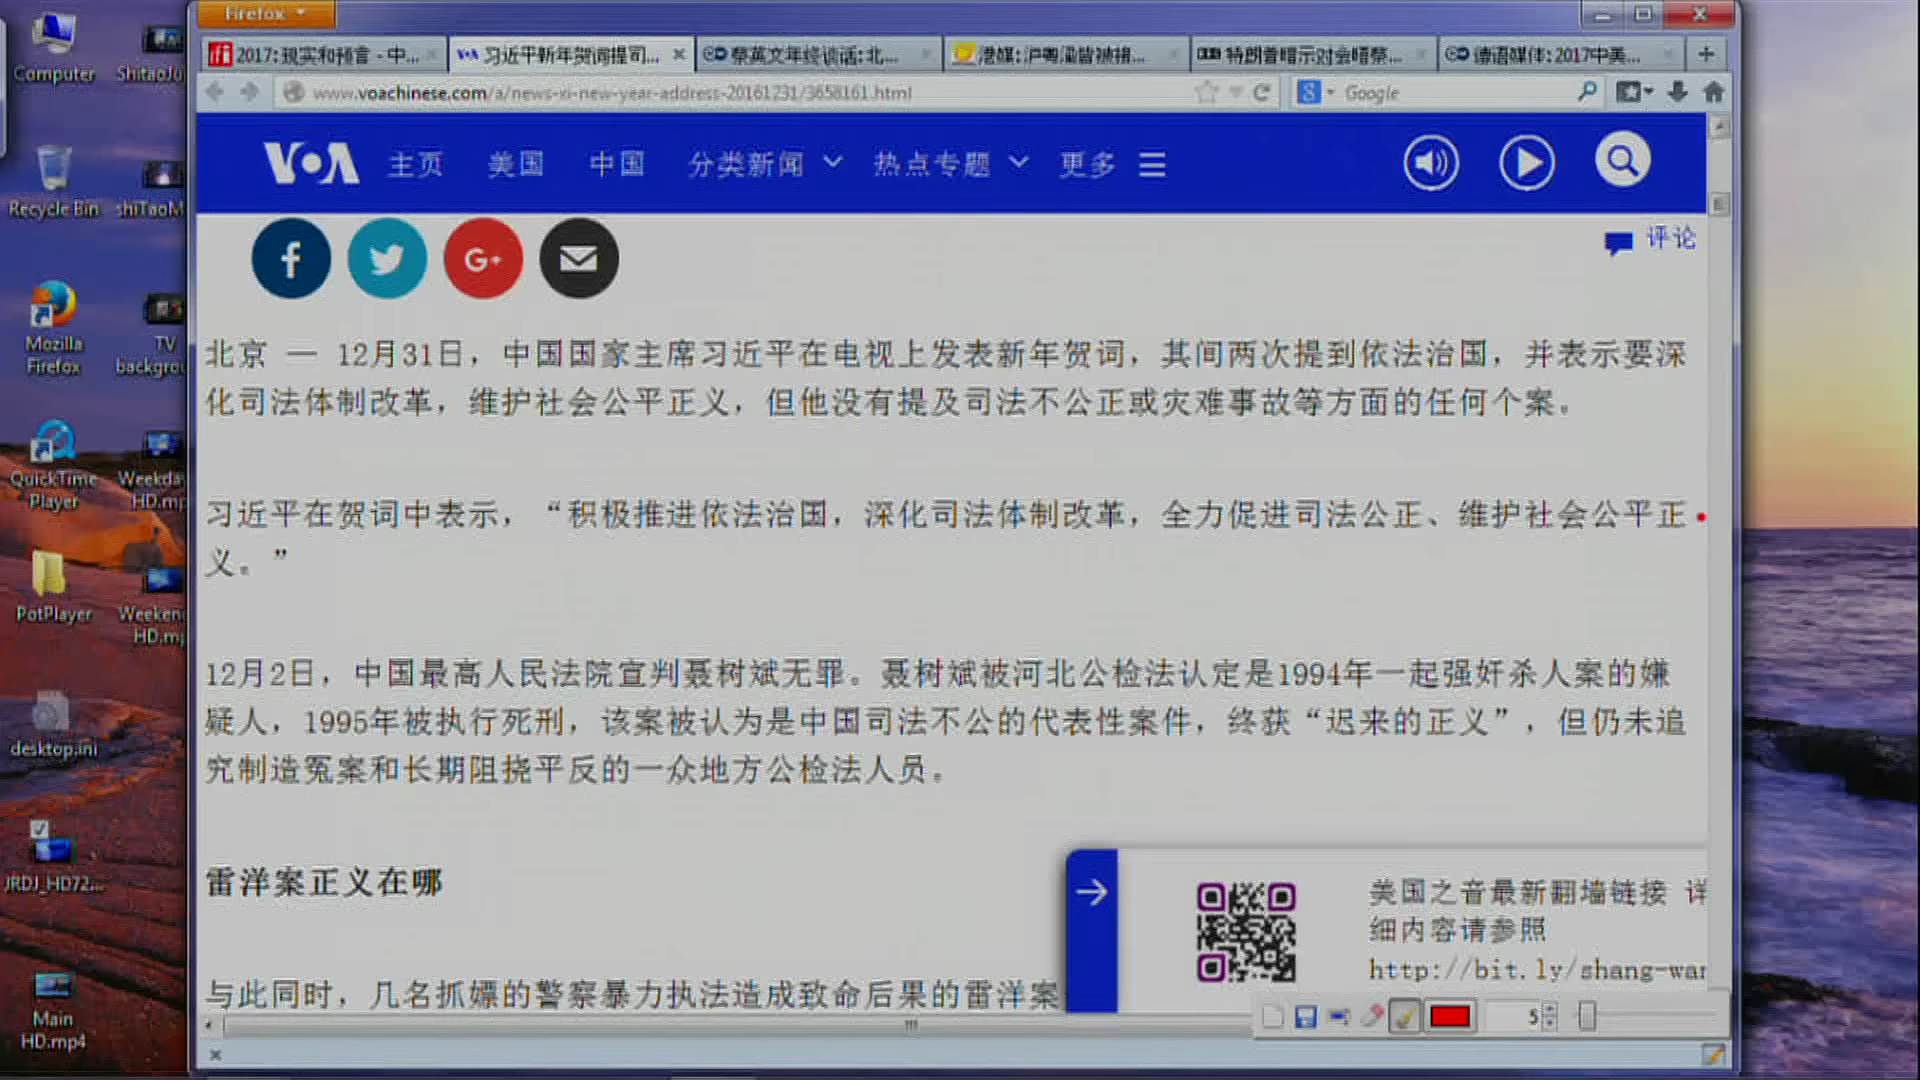 Firefox
2017:現实和預言 - 中...
习近平新年贺词提司...
蔡英文年终谈话:北...
港媒:沪粤
特朗普暗示对会晤蔡...
德语媒体:2017中美...
www.voachinese.com/a/news-xi-new-year-address-20161231/3658161.html
Google
VOA 主页 美国 中国 分类新闻 热点专题 更多
评论
北京 — 12月31日，中国国家主席习近平在电视上发表新年贺词，其间两次提到依法治国，并表示要深
化司法体制改革，维护社会公平正义，但他没有提及司法不公正或灾难事故等方面的任何个案。
习近平在贺词中表示，“积极推进依法治国，深化司法体制改革，全力促进司法公正、维护社会公平正
义。”
12月2日，中国最高人民法院宣判聂树斌无罪。聂树斌被河北公检法认定是1994年一起强奸杀人案的嫌
疑人，1995年被执行死刑，该案被认为是中国司法不公的代表性案件，终获“迟来的正义”，但仍未追
究制造冤案和长期阻挠平反的一众地方公检法人员。
雷洋案正义在哪
与此同时，几名抓嫖的警察暴力执法造成致命后果的雷洋案
美国之音最新翻墙链接 详
细内容请参照
http://bit.ly/shang-wan
5
Computer
ShitaoJu
Recycle Bin
shiTaoM
Mozilla
Firefox
TV
backgrou
QuickTime
Player
Weekda
HD.mp
PotPlayer
Weeken
HD.mp
desktop.ini
JRDJ_HD72...
Main
HD.mp4